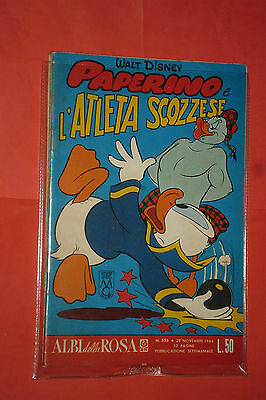 WALT DISNEY
PAPERINO e
L'ATLETA SCOZZESE
ALBI della ROSA
PUBBLICAZIONE SETTIMANALE
L.50